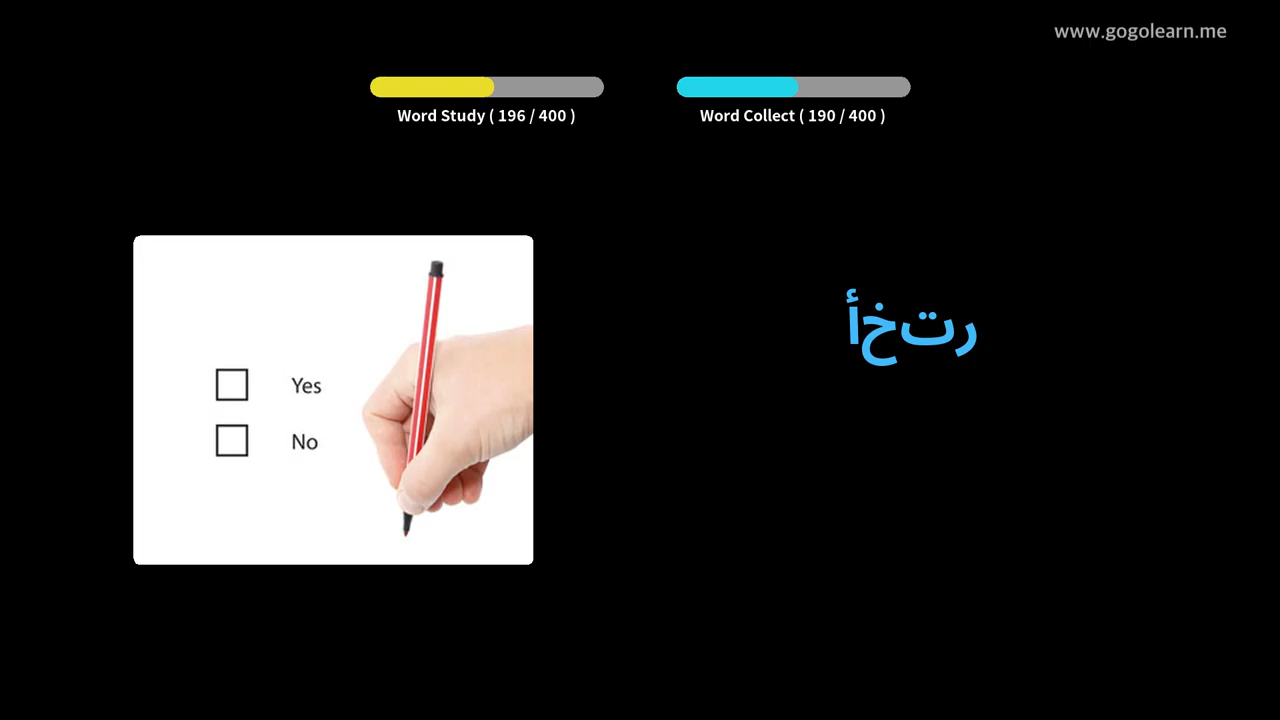 www.gogolearn.me
Word Study ( 196 / 400 )
Word Collect ( 190 / 400 )
رتخأ
Yes
No